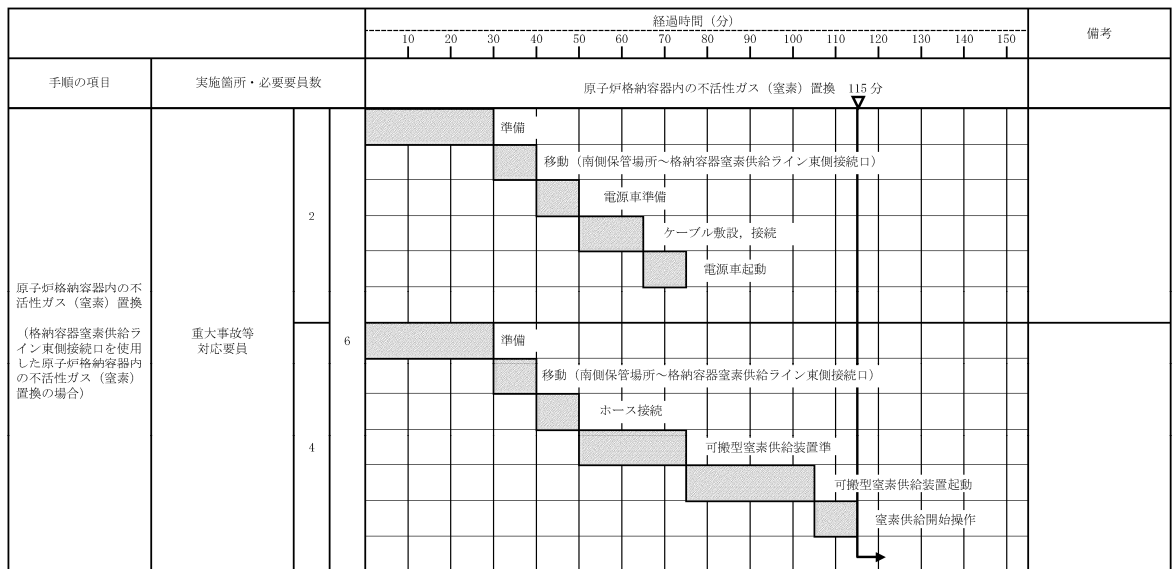 経過時間（分）
10 20 30 40 50 60 70 80 90 100 110 120 130 140 150
備考
手順の項目
実施箇所・必要要員数
原子炉格納容器内の不活性ガス（窒素）置換 115 分
準備
移動（南側保管場所～格納容器窒素供給ライン東側接続口）
電源車準備
2
ケーブル敷設，接続
電源車起動
原子炉格納容器内の不
活性ガス（窒素）置換
（格納容器窒素供給ラ
イン東側接続口を使用
した原子炉格納容器内
の不活性ガス（窒素）
置換の場合）
重大事故等
対応要員
6
準備
移動（南側保管場所～格納容器窒素供給ライン東側接続口）
ホース接続
4
可搬型窒素供給装置準
可搬型窒素供給装置起動
窒素供給開始操作